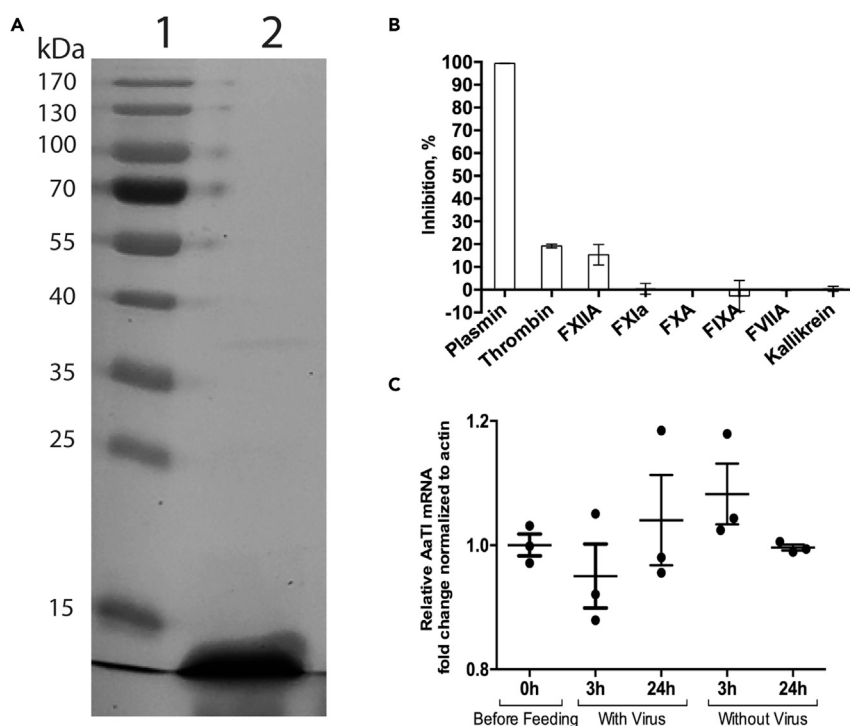 A
1 2
kDa
170
130
100
70
55
40
35
25
15
B
Inhibition, %
100
90
80
70
60
50
40
30
20
10
0
-10
Plasmin
Thrombin
FXIIA
FXIa
FXA
FIXA
FVIIA
Kallikrein
C
Relative AaTI mRNA
fold change normalized to actin
1.2
1.0
0.8
0h 3h 24h 3h 24h
Before Feeding With Virus Without Virus